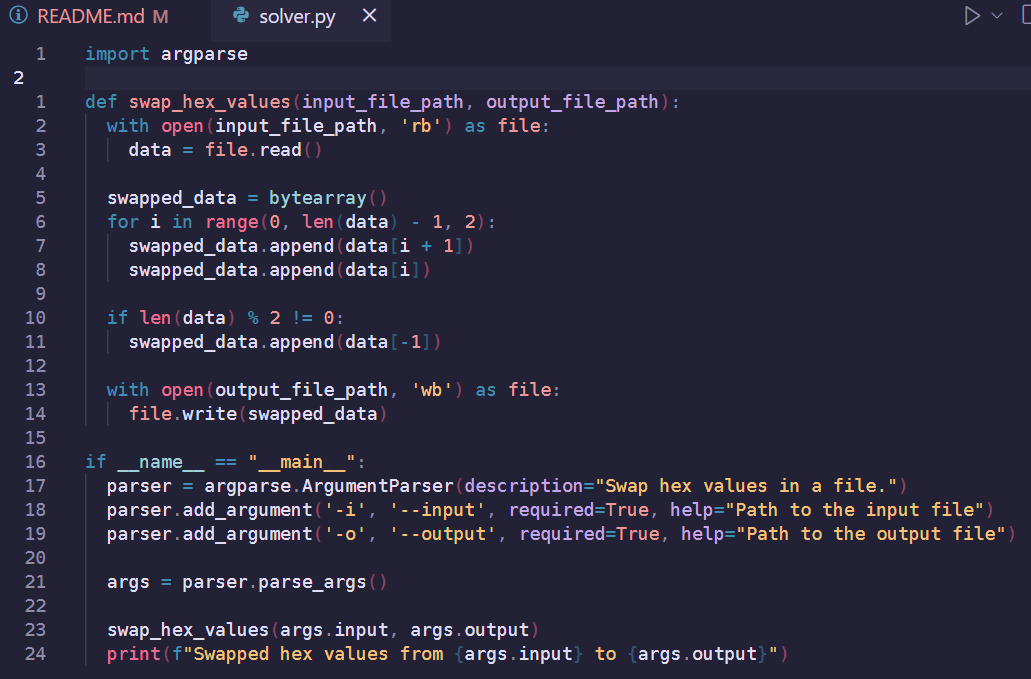 README.md M solver.py
1 import argparse
2
1 def swap_hex_values(input_file_path, output_file_path):
2   with open(input_file_path, 'rb') as file:
3     data = file.read()
4
5   swapped_data = bytearray()
6   for i in range(0, len(data) - 1, 2):
7     swapped_data.append(data[i + 1])
8     swapped_data.append(data[i])
9
10   if len(data) % 2 != 0:
11     swapped_data.append(data[-1])
12
13   with open(output_file_path, 'wb') as file:
14     file.write(swapped_data)
15
16 if __name__ == "__main__":
17   parser = argparse.ArgumentParser(description="Swap hex values in a file.")
18   parser.add_argument('-i', '--input', required=True, help="Path to the input file")
19   parser.add_argument('-o', '--output', required=True, help="Path to the output file")
20
21   args = parser.parse_args()
22
23   swap_hex_values(args.input, args.output)
24   print(f"Swapped hex values from {args.input} to {args.output}")